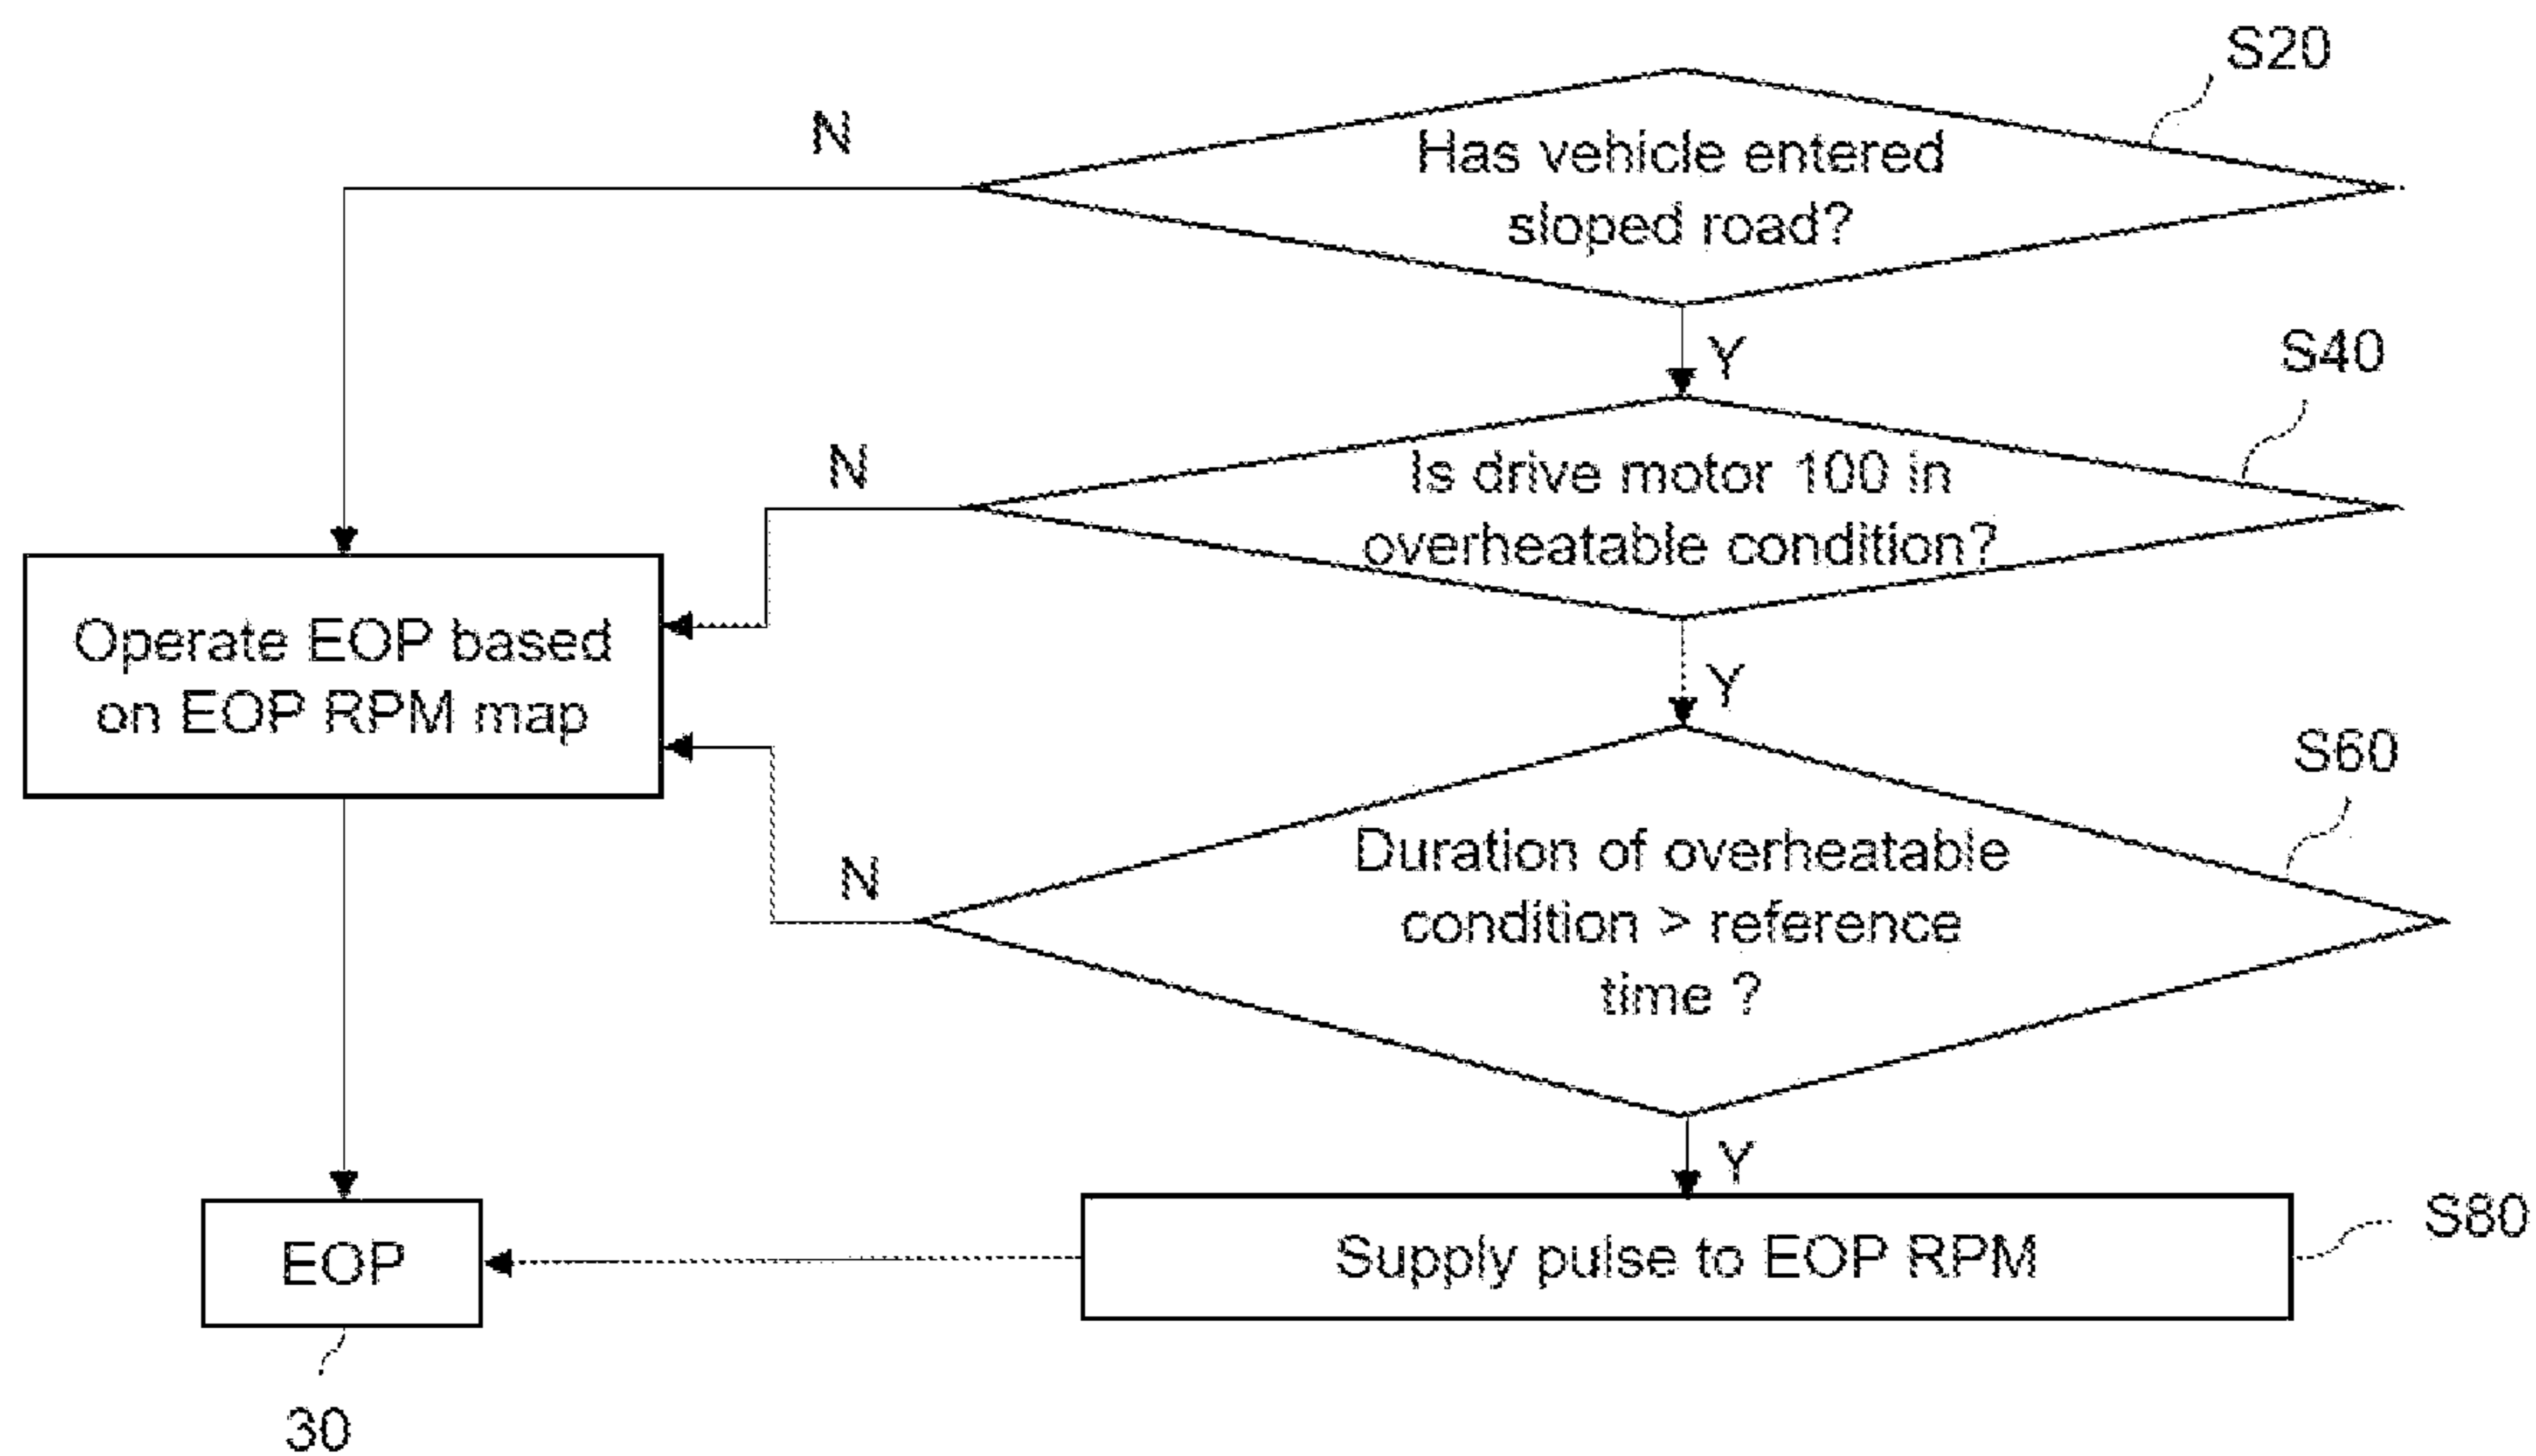 S20
N
Has vehicle entered
sloped road?
Y
S40
N
Is drive motor 100 in
overheatable condition?
Operate EOP based
on EOP RPM map
Y
S60
N
Duration of overheatable
condition > reference
time ?
Y
S80
EOP
Supply pulse to EOP RPM
30